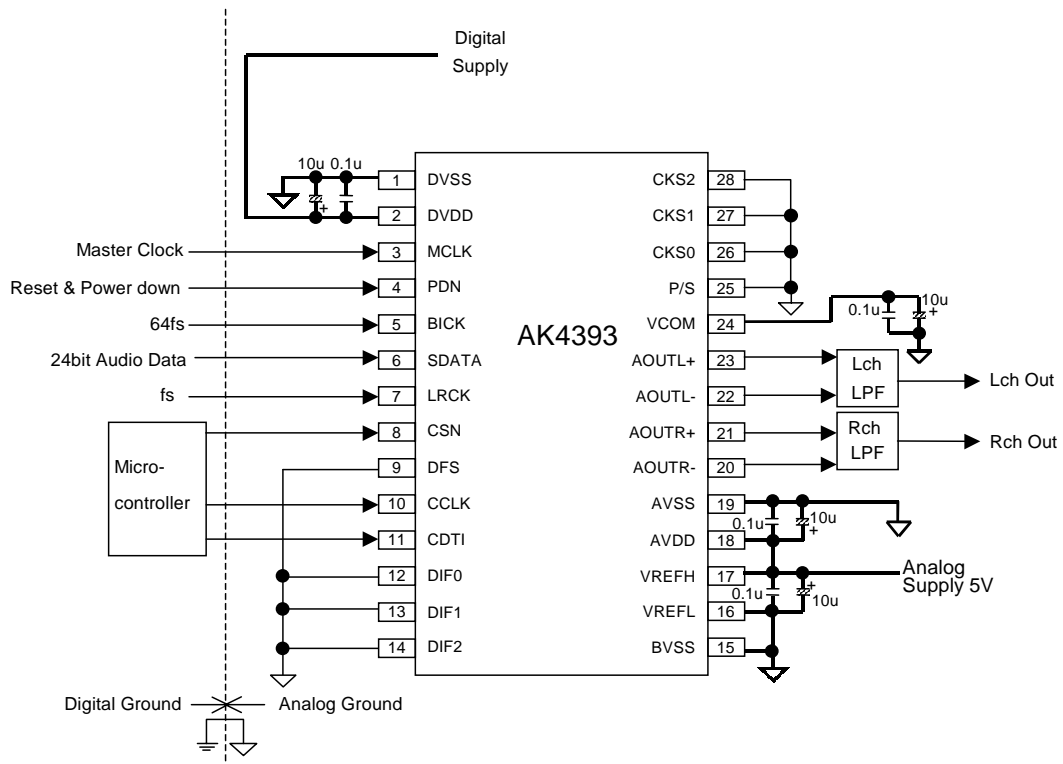 Digital
Supply
10u 0.1u
1 DVSS CKS2 28
2 DVDD CKS1 27
+
Master Clock 3 MCLK CKS0 26
Reset & Power down 4 PDN P/S 25
64fs 5 BICK VCOM 24 0.1u 10u +
AK4393
24bit Audio Data 6 SDATA AOUTL+ 23
Lch
LPF
Lch Out
fs 7 LRCK AOUTL- 22
8 CSN AOUTR+ 21
Rch
LPF
Rch Out
Micro-
controller
9 DFS AOUTR- 20
10 CCLK AVSS 19
0.1u 10u +
11 CDTI AVDD 18
12 DIF0 VREFH 17
Analog
Supply 5V
0.1u + 10u
13 DIF1 VREFL 16
14 DIF2 BVSS 15
Digital Ground Analog Ground